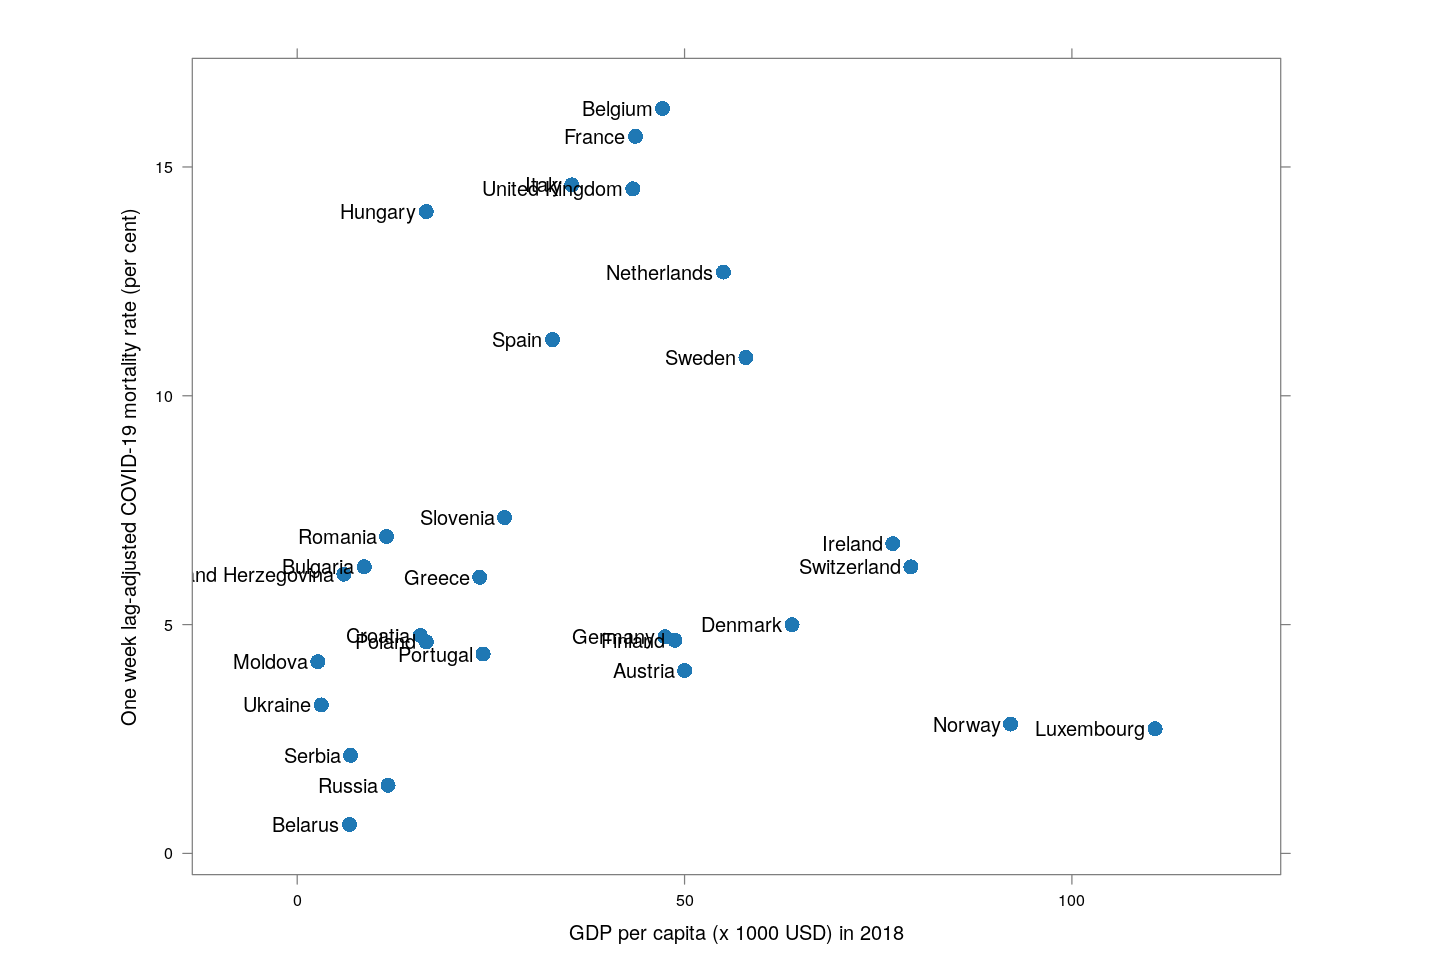 Belgium
France
Italy
United Kingdom
Hungary
Netherlands
Spain
Sweden
Slovenia
Romania
Ireland
Bulgaria
Switzerland
and Herzegovina
Greece
Denmark
Croatia
Germany
Finland
Poland
Portugal
Moldova
Austria
Ukraine
Norway
Luxembourg
Serbia
Russia
Belarus
15
10
5
0
0
50
100
One week lag-adjusted COVID-19 mortality rate (per cent)
GDP per capita (x 1000 USD) in 2018